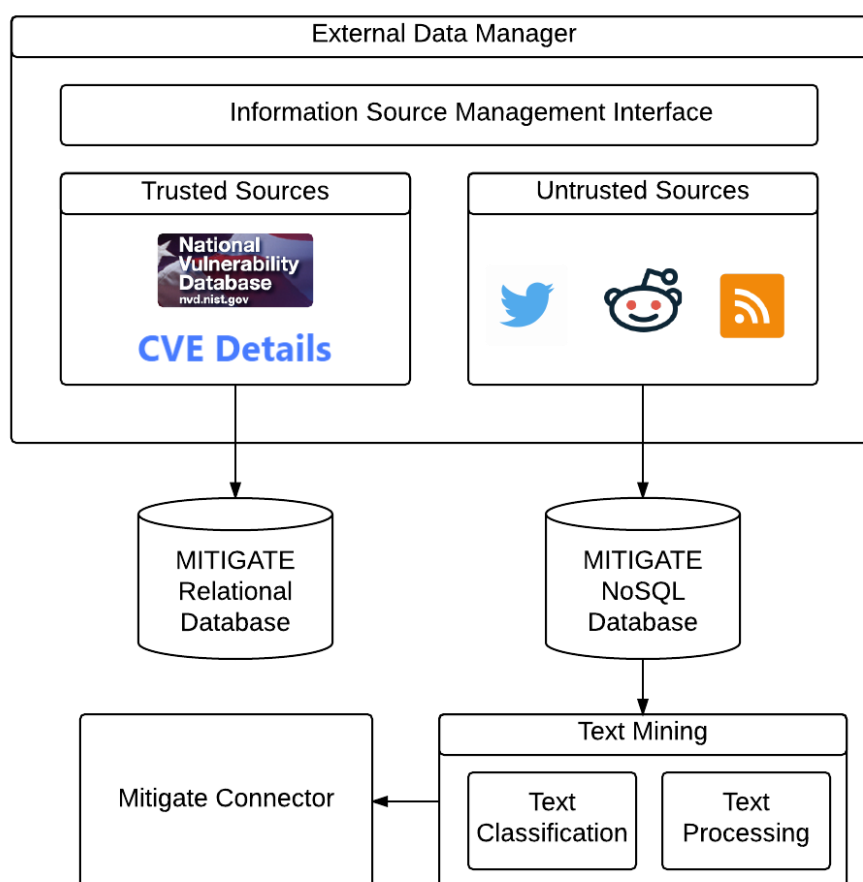 External Data Manager
Information Source Management Interface
Trusted Sources
Untrusted Sources
National
Vulnerability
Database
nvd.nist.gov
CVE Details
MITIGATE
Relational
Database
MITIGATE
NoSQL
Database
Text Mining
Mitigate Connector
Text
Classification
Text
Processing